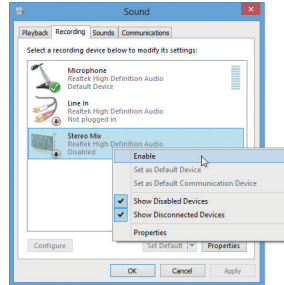 Sound
Playback Recording Sounds Communications
Select a recording device below to modify its settings:
Microphone
Realtek High Definition Audio
Default Device
Line In
Realtek High Definition Audio
Not plugged in
Stereo Mix
Realtek High Definition Audio
Disabled
Enable
Set as Default Device
Set as Default Communication Device
Show Disabled Devices
Show Disconnected Devices
Properties
Configure Set Default Properties
OK Cancel Apply